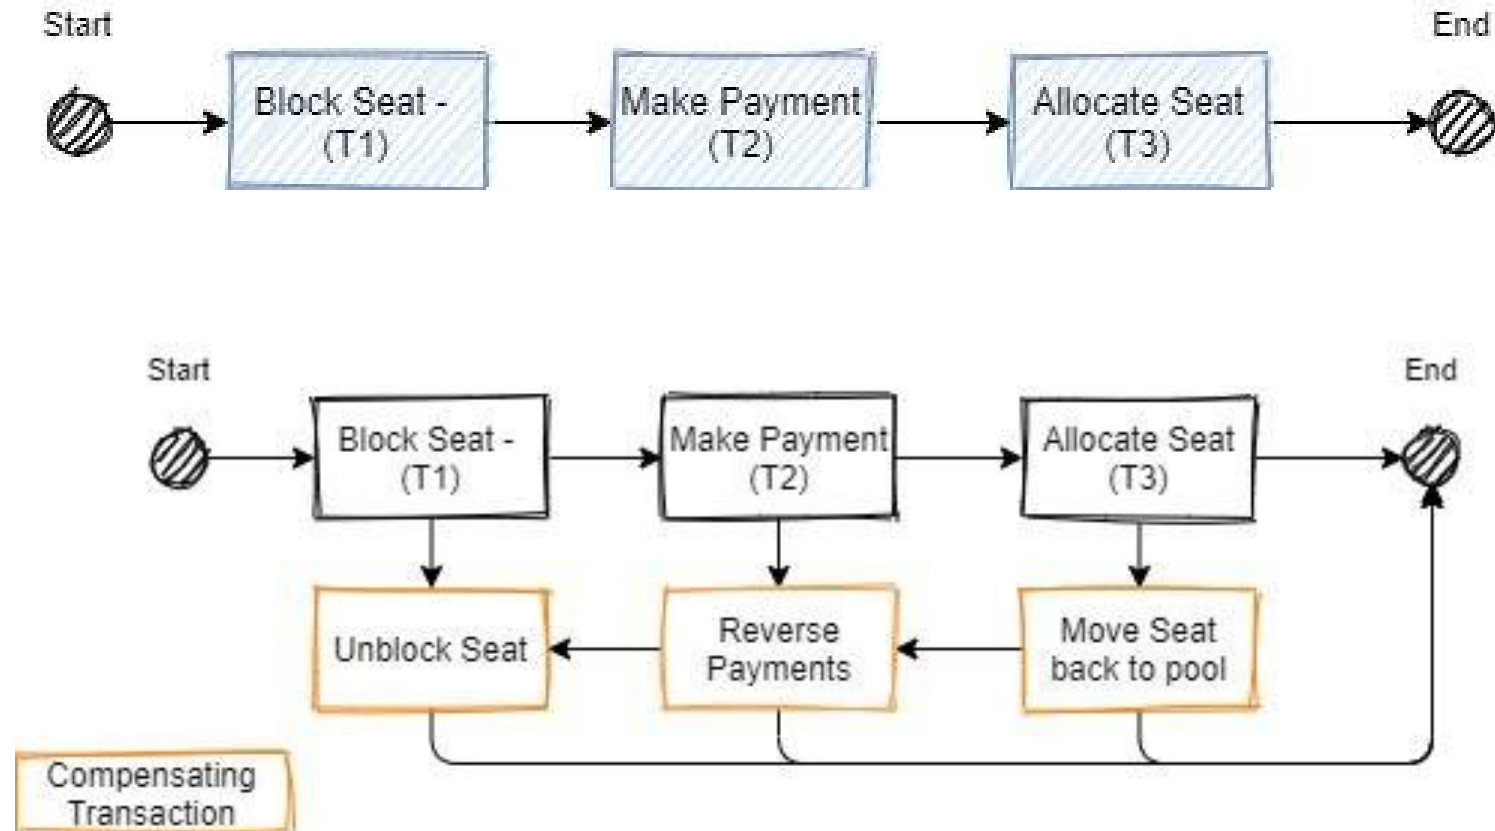 Start
End
Block Seat -
(T1)
Make Payment
(T2)
Allocate Seat
(T3)
Start
End
Block Seat -
(T1)
Make Payment
(T2)
Allocate Seat
(T3)
Unblock Seat
Reverse
Payments
Move Seat
back to pool
Compensating
Transaction